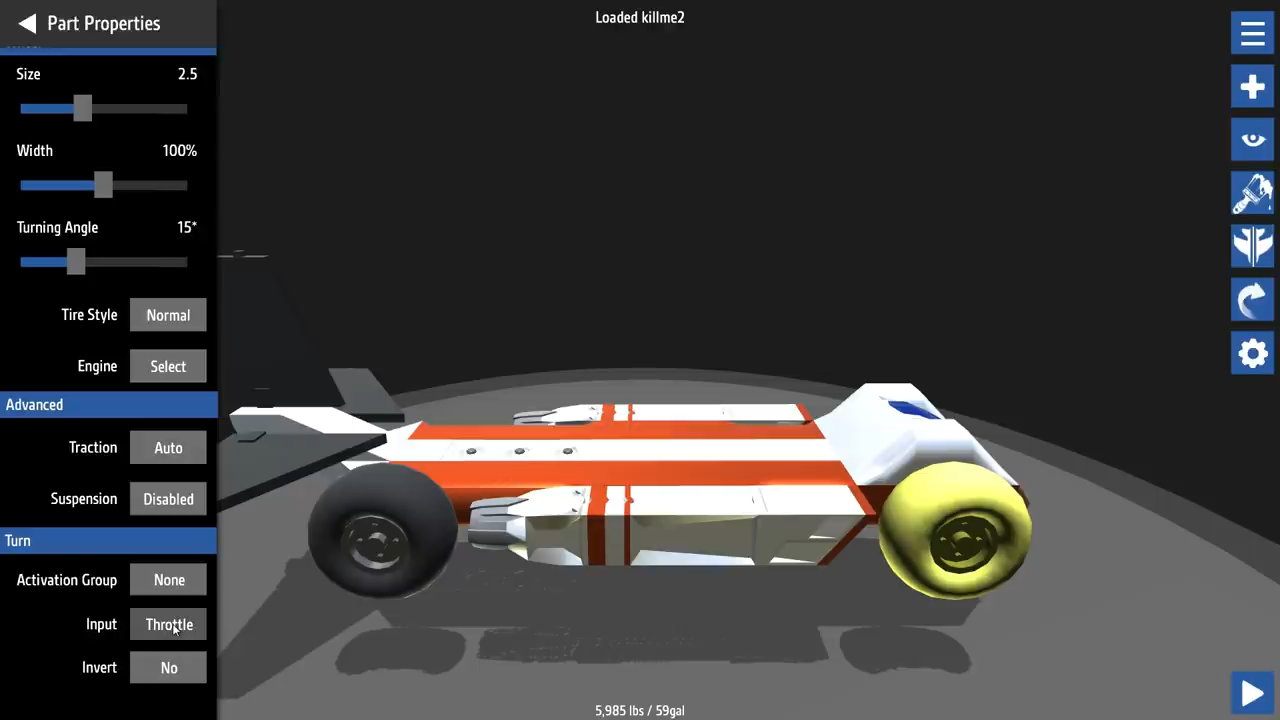 Part Properties
Loaded killme2
Size 2.5
Width 100%
Turning Angle 15°
Tire Style Normal
Engine Select
Advanced
Traction Auto
Suspension Disabled
Turn
Activation Group None
Input Throttle
Invert No
5,985 lbs / 59gal